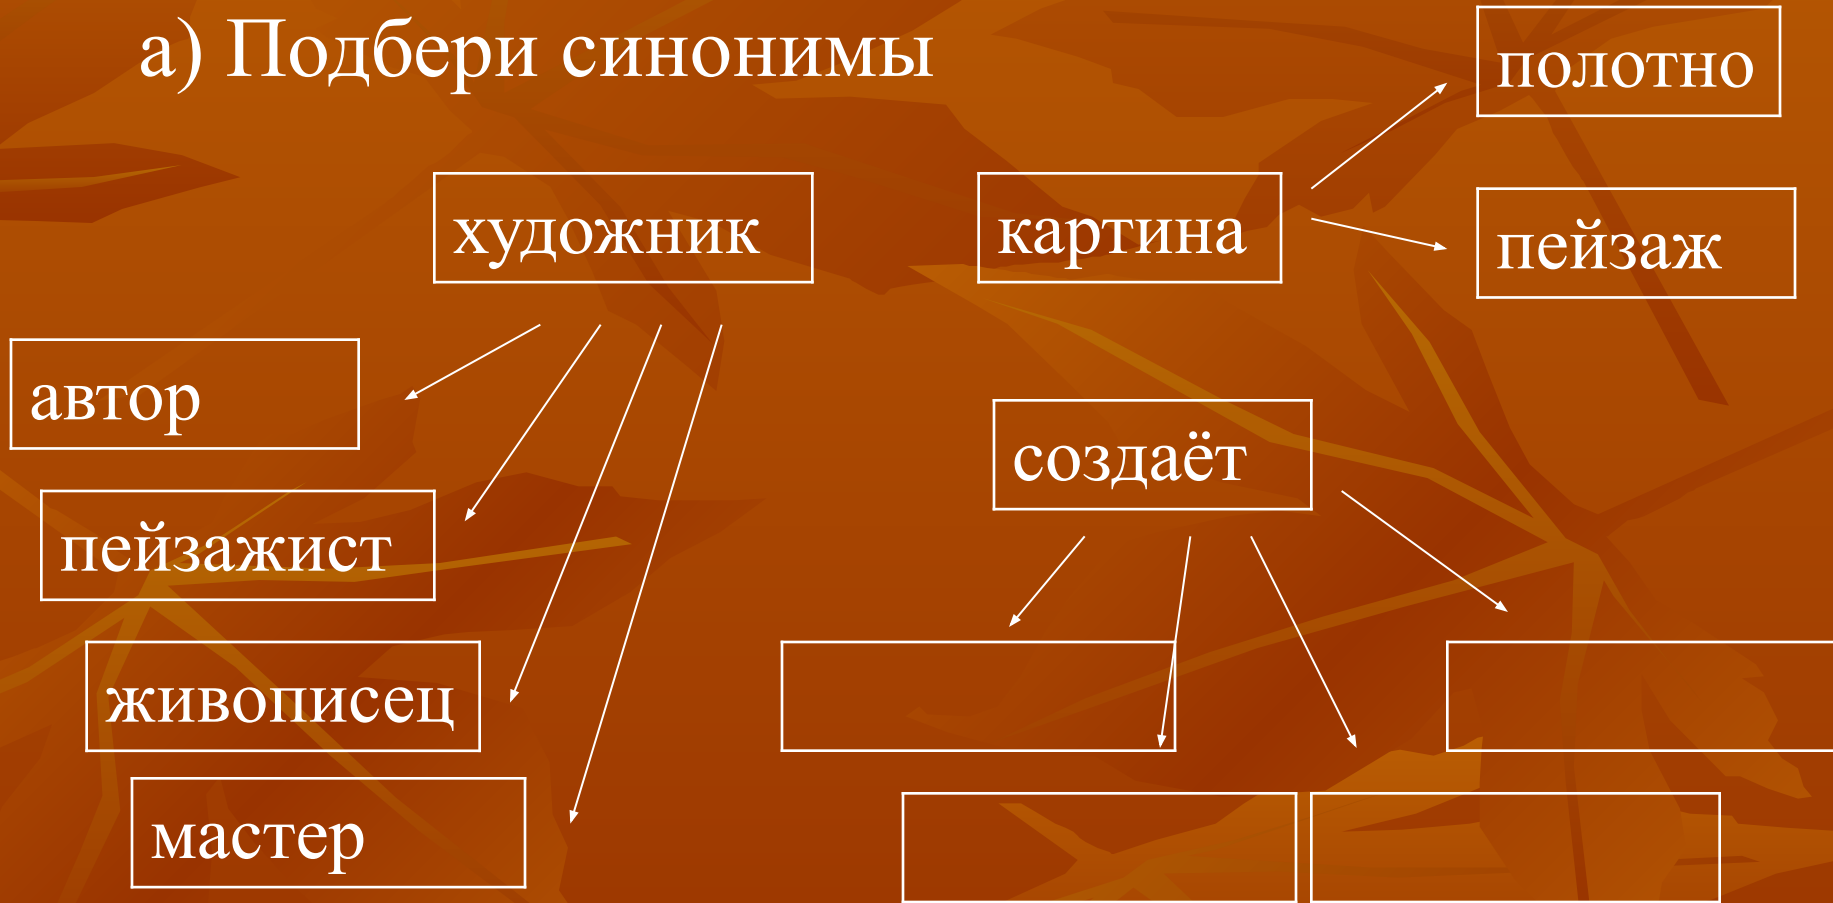 а) Подбери синонимы
полотно
художник
картина
пейзаж
автор
создаёт
пейзажист
живописец
мастер